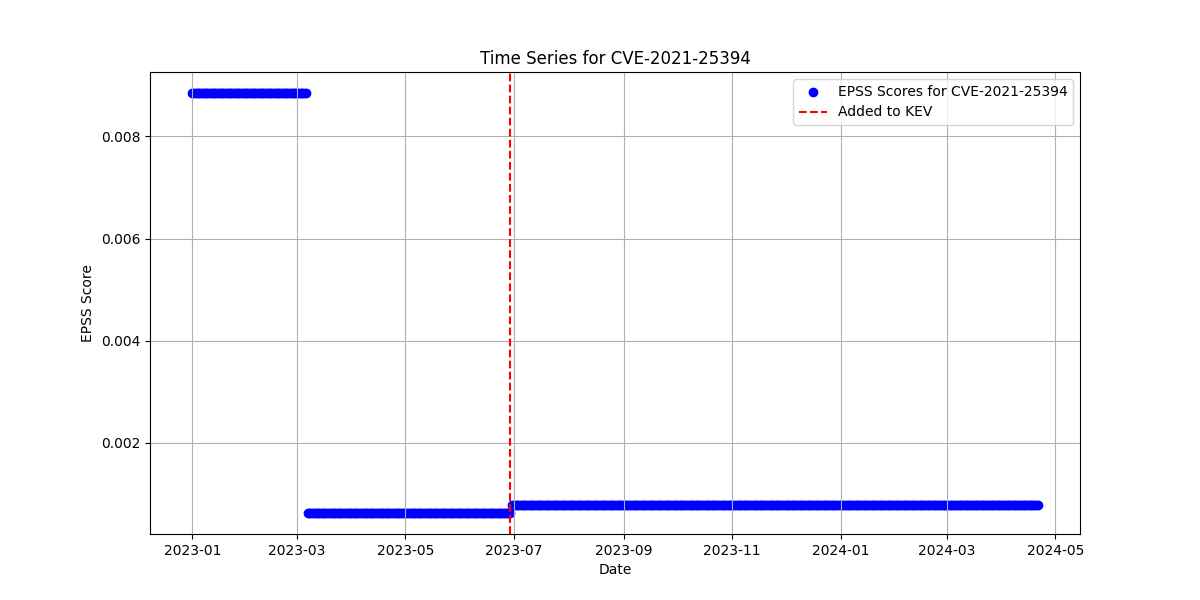 Time Series for CVE-2021-25394
EPSS Scores for CVE-2021-25394
Added to KEV
0.008
0.006
0.004
0.002
EPSS Score
2023-01 2023-03 2023-05 2023-07 2023-09 2023-11 2024-01 2024-03 2024-05
Date